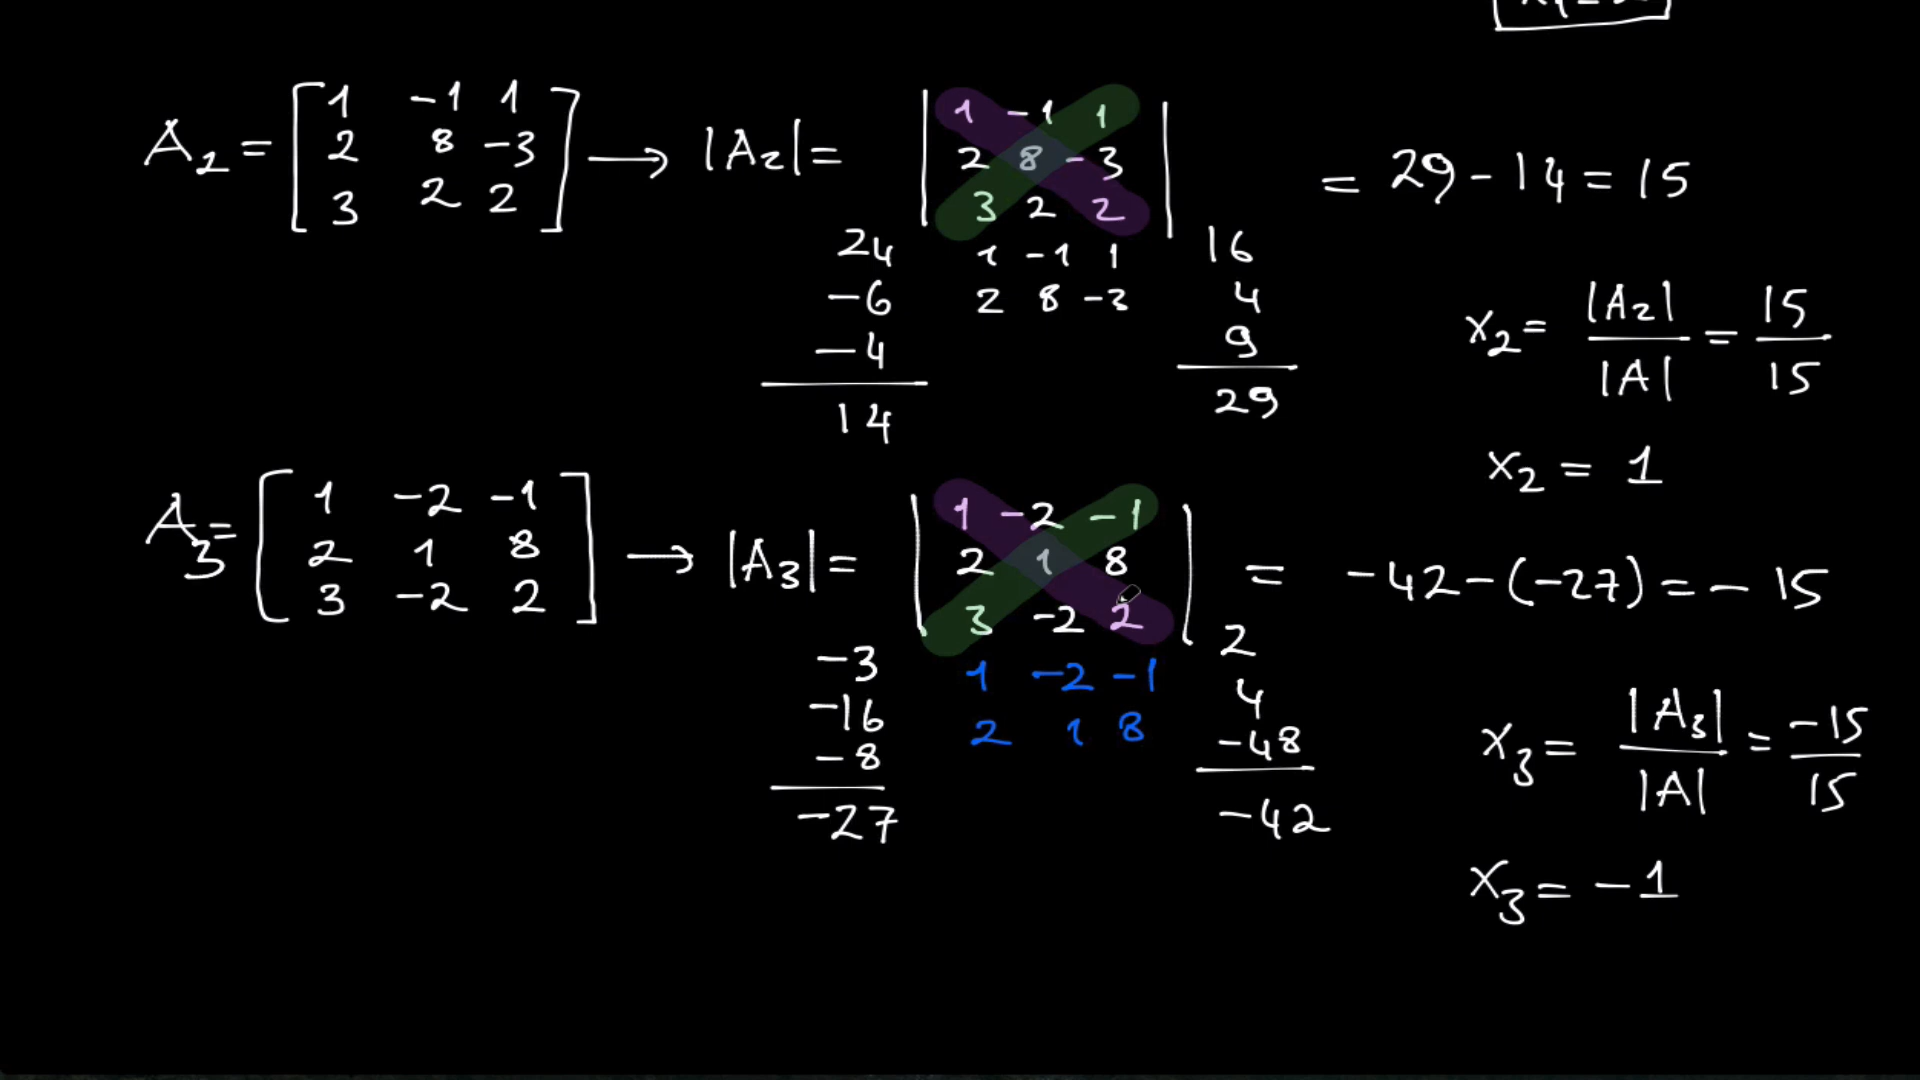 A₂ = [ 1 -1 1 ; 2 8 -3 ; 3 2 2 ] → |A₂| = | 1 -1 1 ; 2 8 -3 ; 3 2 2 | = 29 - 14 = 15
1 -1 1
2 8 -3
24
-6
-4
14
16
4
9
29
x₂ = |A₂| / |A| = 15 / 15
x₂ = 1
A₃ = [ 1 -2 -1 ; 2 1 8 ; 3 -2 2 ] → |A₃| = | 1 -2 -1 ; 2 1 8 ; 3 -2 2 | = -42 - (-27) = -15
1 -2 -1
2 1 8
-3
-16
-8
-27
2
4
-48
-42
x₃ = |A₃| / |A| = -15 / 15
x₃ = -1